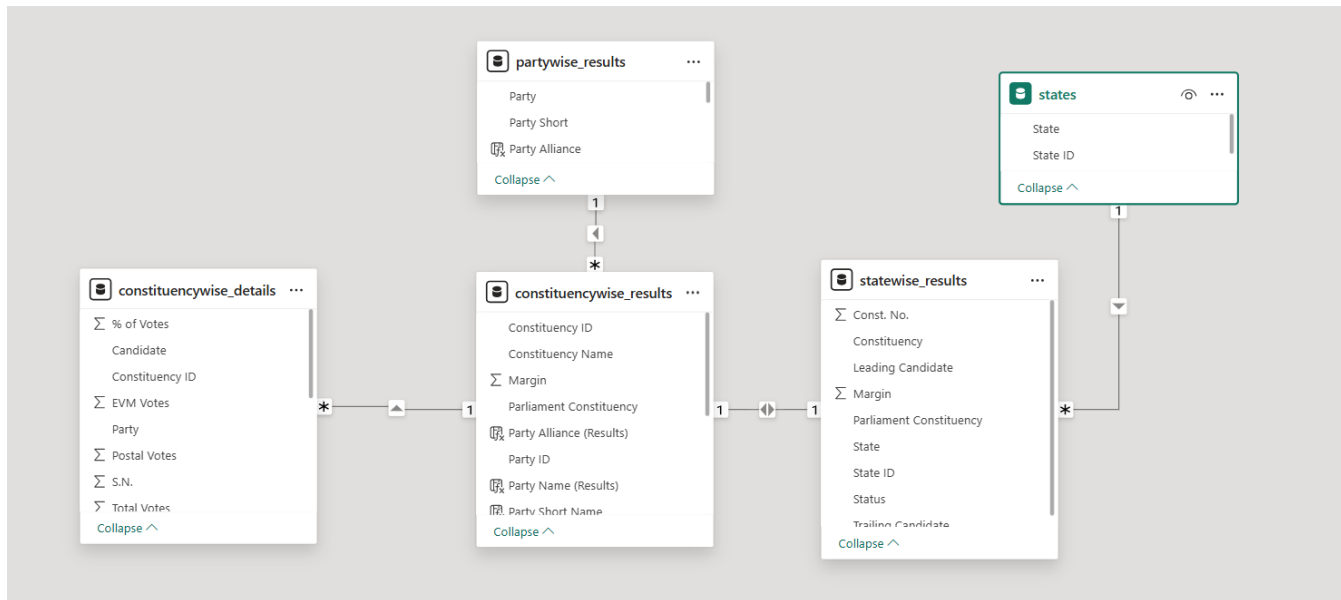 partywise_results ...
Party
Party Short
Party Alliance
Collapse
states ...
State
State ID
Collapse
1
*
1
constituencywise_details ...
Σ % of Votes
Candidate
Constituency ID
Σ EVM Votes
Party
Σ Postal Votes
Σ S.N.
Σ Total Votes
Collapse
* 1
constituencywise_results ...
Constituency ID
Constituency Name
Σ Margin
Parliament Constituency
Party Alliance (Results)
Party ID
Party Name (Results)
Party Short Name
Collapse
1 1
statewise_results ...
Σ Const. No.
Constituency
Leading Candidate
Σ Margin
Parliament Constituency
State
State ID
Status
Trailing Candidate
Collapse
*